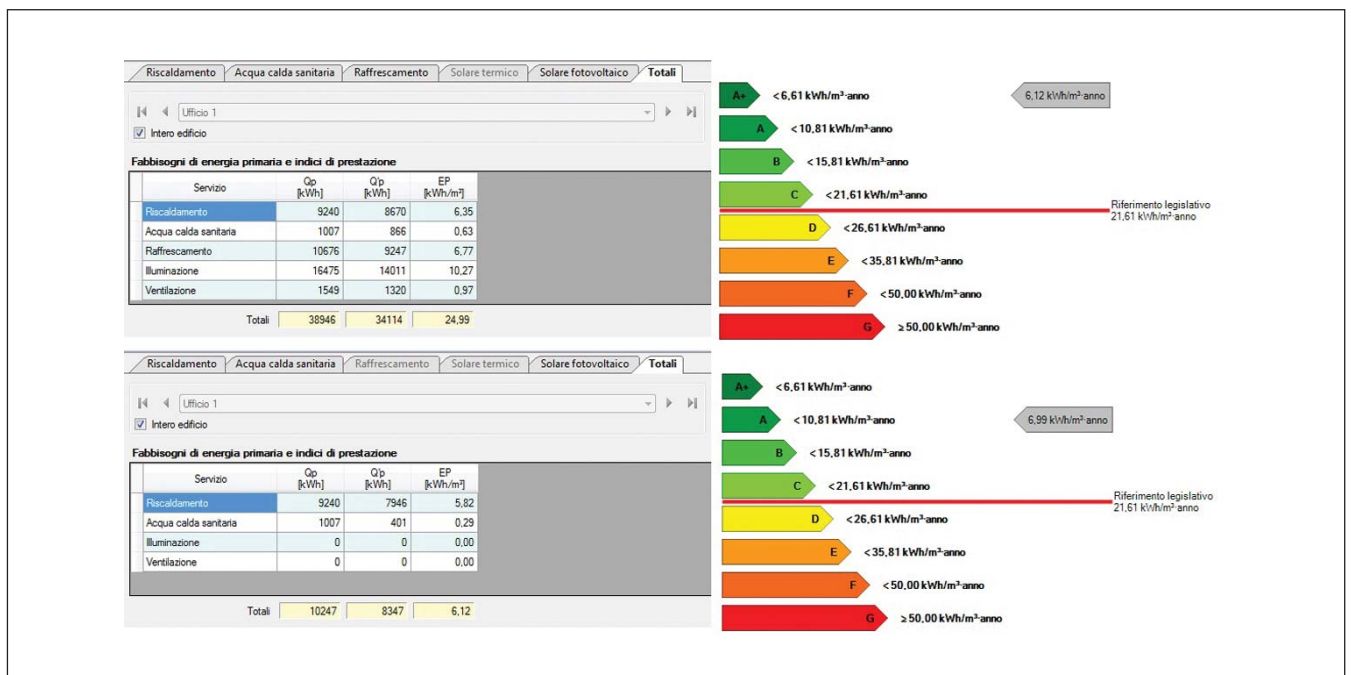 Riscaldamento Acqua calda sanitaria Raffrescamento Solare termico Solare fotovoltaico Totali
Ufficio 1
Intero edificio
Fabbisogni di energia primaria e indici di prestazione
Servizio Qp [kWh] Q'p [kWh] EP [kWh/m³]
Riscaldamento 9240 8670 6,35
Acqua calda sanitaria 1007 866 0,63
Raffrescamento 10676 9247 6,77
Illuminazione 16475 14011 10,27
Ventilazione 1549 1320 0,97
Totali 38946 34114 24,99
A+ <6,61 kWh/m³·anno 6,12 kWh/m³·anno
A <10,81 kWh/m³·anno
B <15,81 kWh/m³·anno
C <21,61 kWh/m³·anno
Riferimento legislativo
21,61 kWh/m³·anno
D <26,61 kWh/m³·anno
E <35,81 kWh/m³·anno
F <50,00 kWh/m³·anno
G ≥50,00 kWh/m³·anno
Riscaldamento Acqua calda sanitaria Raffrescamento Solare termico Solare fotovoltaico Totali
Ufficio 1
Intero edificio
Fabbisogni di energia primaria e indici di prestazione
Servizio Qp [kWh] Q'p [kWh] EP [kWh/m³]
Riscaldamento 9240 7946 5,82
Acqua calda sanitaria 1007 401 0,29
Illuminazione 0 0 0,00
Ventilazione 0 0 0,00
Totali 10247 8347 6,12
A+ <6,61 kWh/m³·anno
A <10,81 kWh/m³·anno 6,99 kWh/m³·anno
B <15,81 kWh/m³·anno
C <21,61 kWh/m³·anno
Riferimento legislativo
21,61 kWh/m³·anno
D <26,61 kWh/m³·anno
E <35,81 kWh/m³·anno
F <50,00 kWh/m³·anno
G ≥50,00 kWh/m³·anno